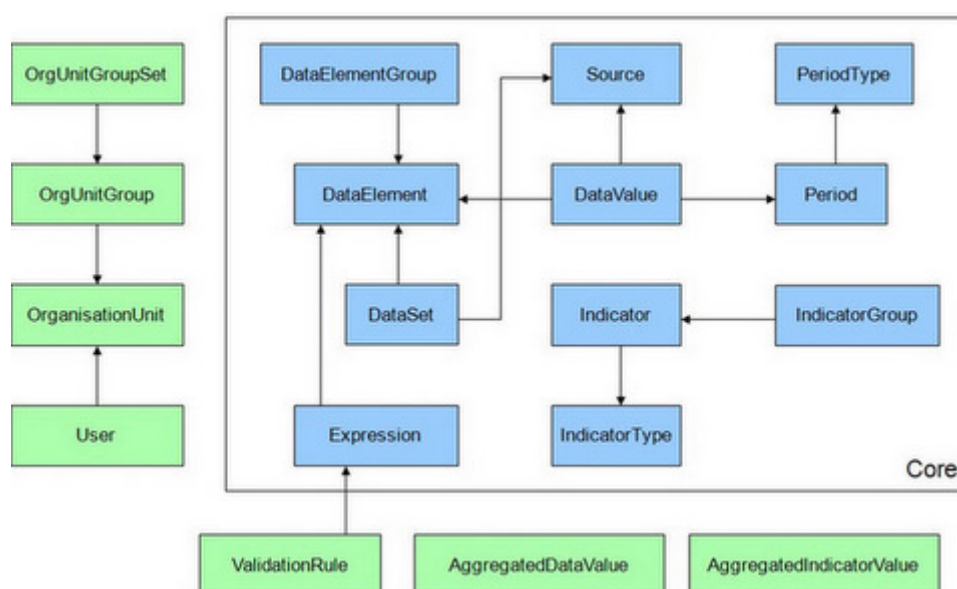 OrgUnitGroupSet
DataElementGroup
Source
PeriodType
OrgUnitGroup
DataElement
DataValue
Period
OrganisationUnit
DataSet
Indicator
IndicatorGroup
User
Expression
IndicatorType
Core
ValidationRule
AggregatedDataValue
AggregatedIndicatorValue